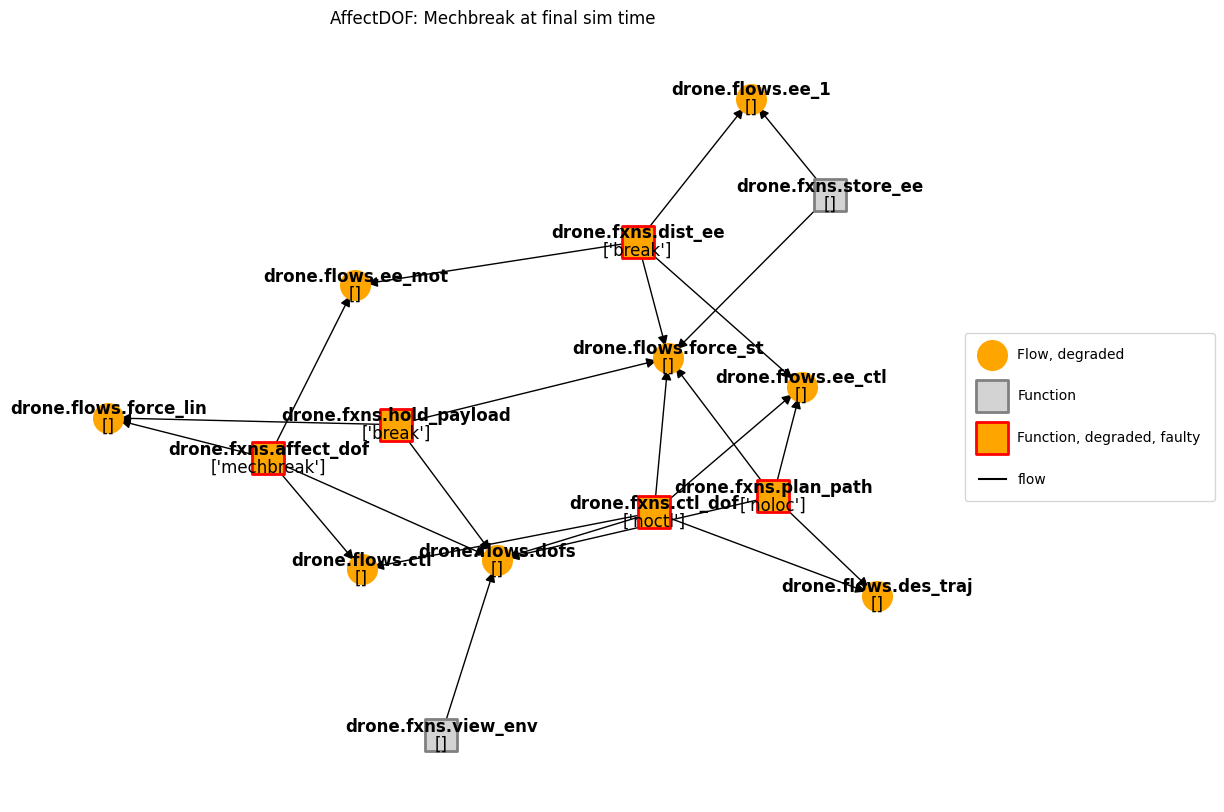 AffectDOF: Mechbreak at final sim time
drone.flows.ee_1
[]
drone.fxns.store_ee
[]
drone.fxns.dist_ee
['break']
drone.flows.ee_mot
[]
drone.flows.force_st
[]
drone.flows.ee_ctl
[]
drone.flows.force_lin
[]
drone.fxns.hold_payload
['break']
drone.fxns.affect_dof
['mechbreak']
drone.fxns.plan_path
['noloc']
drone.fxns.ctl_dof
['noctl']
drone.flows.dofs
[]
drone.flows.ctl
[]
drone.flows.des_traj
[]
drone.fxns.view_env
[]
Flow, degraded
Function
Function, degraded, faulty
flow